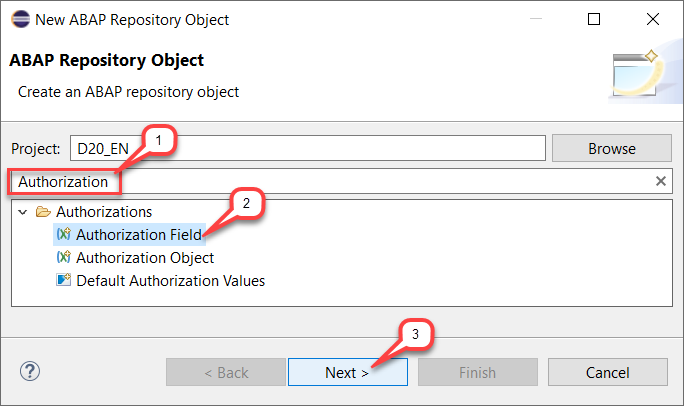 New ABAP Repository Object
ABAP Repository Object
Create an ABAP repository object
Project: D20_EN Browse
1
Authorization
Authorizations
2
Authorization Field
Authorization Object
Default Authorization Values
3
< Back Next > Finish Cancel